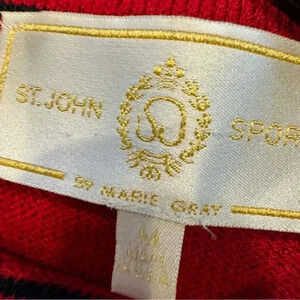 ST. JOHN SPOR
BY MARIE GRAY
M